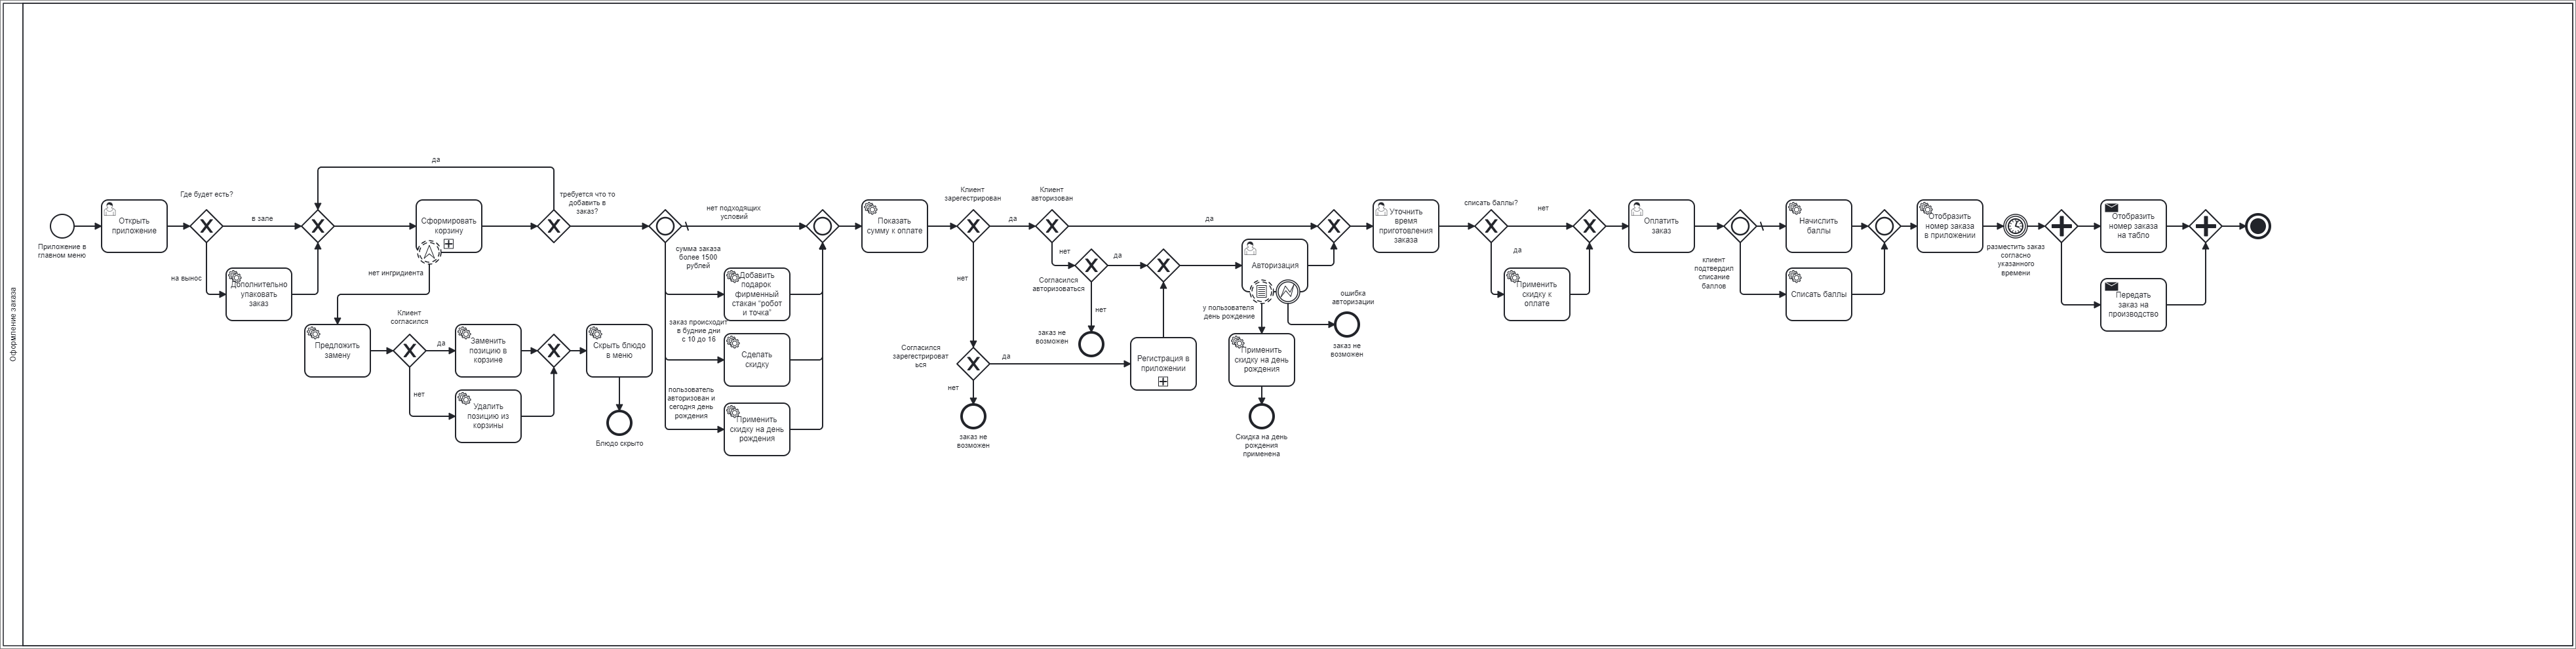 Оформление заказа
Приложение в
главном меню
Открыть
приложение
Где будет есть?
в зале
на вынос
Дополнительно
упаковать
заказ
да
Сформировать
корзину
нет ингридиента
Предложить
замену
Клиент
согласился
да
нет
Заменить
позицию в
корзине
Удалить
позицию из
корзины
Скрыть блюдо
в меню
Блюдо скрыто
требуется что то
добавить в
заказ?
нет подходящих
условий
сумма заказа
более 1500
рублей
Добавить
подарок
фирменный
стакан "робот
и точка"
заказ происходит
в будние дни
с 10 до 16
Сделать
скидку
пользователь
авторизован и
сегодня день
рождения
Применить
скидку на день
рождения
Показать
сумму к оплате
Клиент
зарегестрирован
да
нет
Согласился
зарегестрироват
ься
да
нет
заказ не
возможен
Клиент
авторизован
да
нет
Согласился
авторизоваться
да
нет
заказ не
возможен
Регистрация в
приложении
Авторизация
у пользователя
день рождение
Применить
скидку на день
рождения
Скидка на день
рождения
применена
ошибка
авторизации
заказ не
возможен
Уточнить
время
приготовления
заказа
списать баллы?
нет
да
Применить
скидку к
оплате
Оплатить
заказ
клиент
подтвердил
списание
баллов
Начислить
баллы
Списать баллы
Отобразить
номер заказа
в приложении
разместить заказ
согласно
указанного
времени
Отобразить
номер заказа
на табло
Передать
заказ на
производство